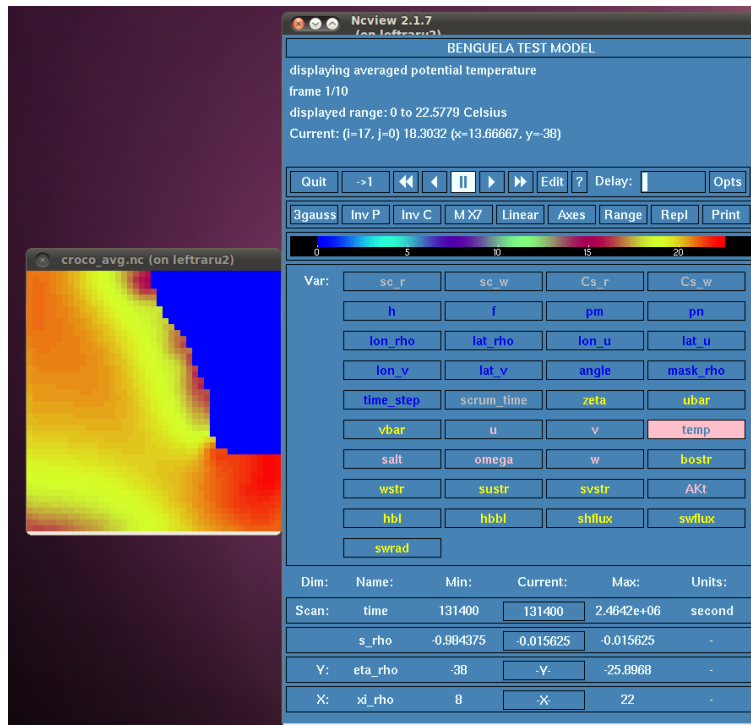 Ncview 2.1.7
(on leftraru2)
BENGUELA TEST MODEL
displaying averaged potential temperature
frame 1/10
displayed range: 0 to 22.5779 Celsius
Current: (i=17, j=0) 18.3032 (x=13.66667, y=-38)
Quit ->1 Edit ? Delay: Opts
3gauss Inv P Inv C M X7 Linear Axes Range Repl Print
0 5 10 15 20
croco_avg.nc (on leftraru2)
Var: sc_r sc_w Cs_r Cs_w
h f pm pn
lon_rho lat_rho lon_u lat_u
lon_v lat_v angle mask_rho
time_step scrum_time zeta ubar
vbar u v temp
salt omega w bostr
wstr sustr svstr AKt
hbl hbbl shflux swflux
swrad
Dim: Name: Min: Current: Max: Units:
Scan: time 131400 131400 2.4642e+06 second
s_rho -0.984375 -0.015625 -0.015625 -
Y: eta_rho -38 -Y- -25.8968 -
X: xi_rho 8 -X- 22 -